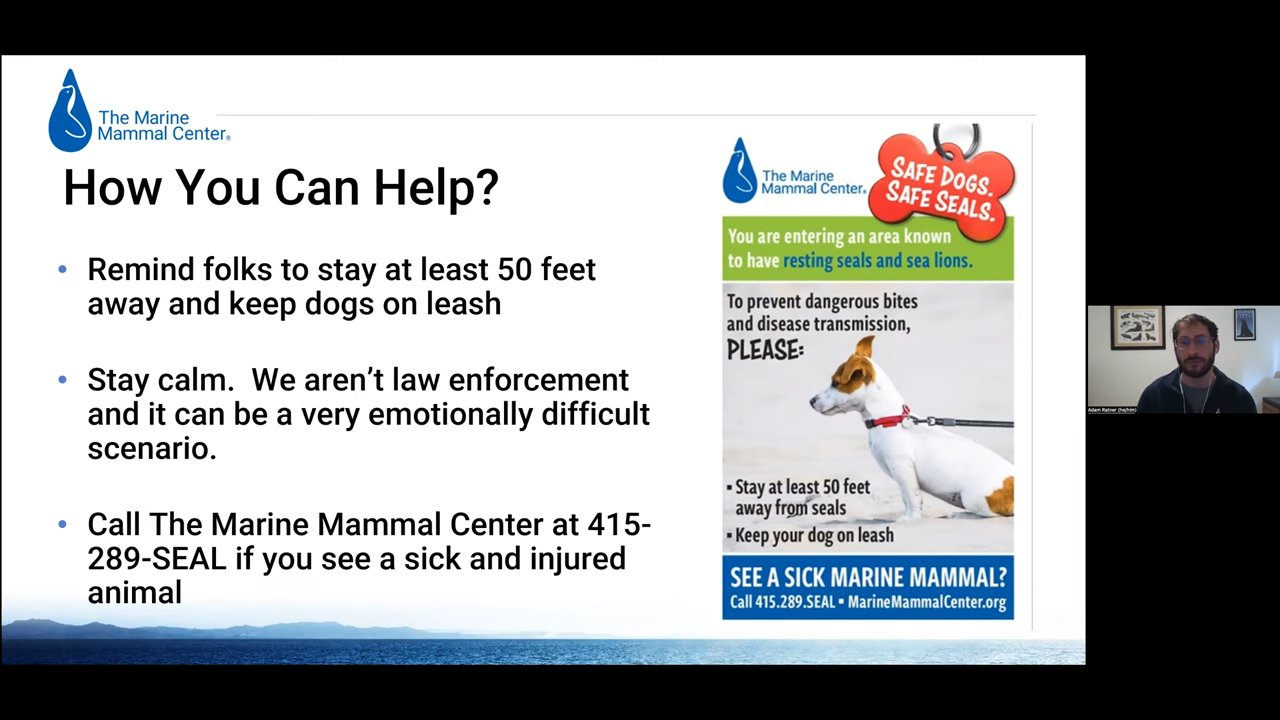 The Marine
Mammal Center®
How You Can Help?
• Remind folks to stay at least 50 feet
away and keep dogs on leash
• Stay calm.  We aren’t law enforcement
and it can be a very emotionally difficult
scenario.
• Call The Marine Mammal Center at 415-
289-SEAL if you see a sick and injured
animal
The Marine
Mammal Center®
SAFE DOGS.
SAFE SEALS.
You are entering an area known
to have resting seals and sea lions.
To prevent dangerous bites
and disease transmission,
PLEASE:
▪ Stay at least 50 feet
away from seals
▪ Keep your dog on leash
SEE A SICK MARINE MAMMAL?
Call 415.289.SEAL ▪ MarineMammalCenter.org
Adam Ratner (he/him)